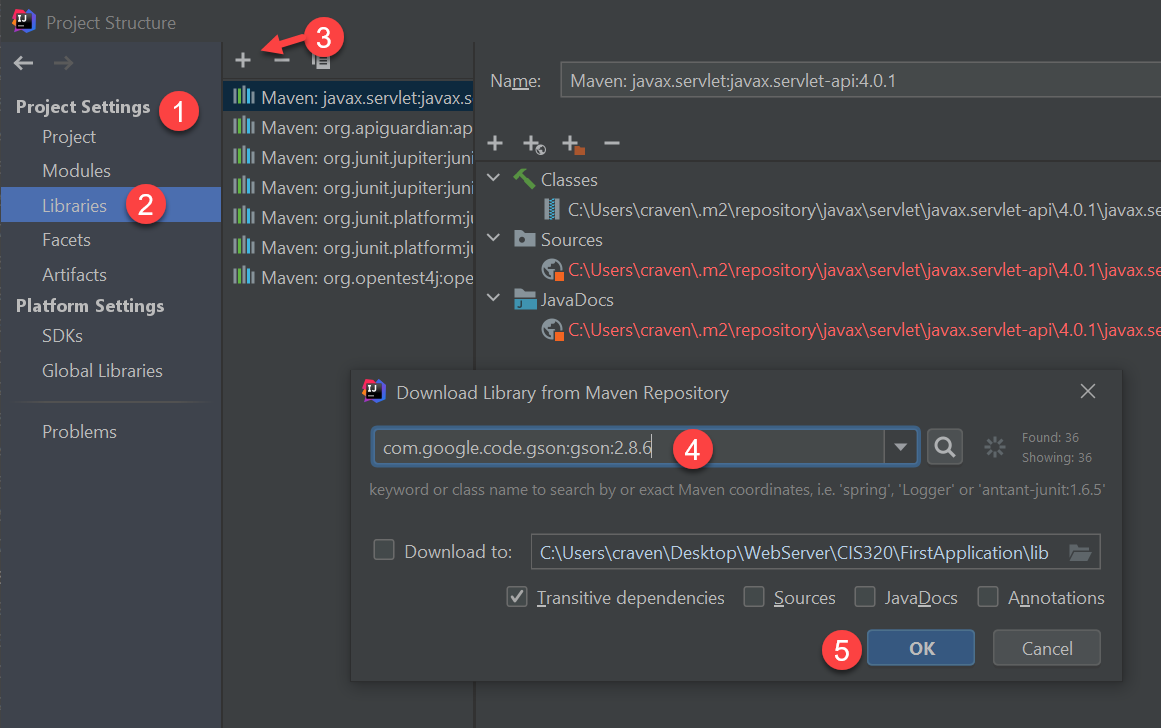 Project Structure
3
Project Settings
1
Project
Modules
Libraries
2
Facets
Artifacts
Platform Settings
SDKs
Global Libraries
Problems
Maven: javax.servlet:javax.s
Maven: org.apiguardian:ap
Maven: org.junit.jupiter:juni
Maven: org.junit.jupiter:juni
Maven: org.junit.platform:ju
Maven: org.junit.platform:ju
Maven: org.opentest4j:ope
Name: Maven: javax.servlet:javax.servlet-api:4.0.1
Classes
C:\Users\craven\.m2\repository\javax\servlet\javax.servlet-api\4.0.1\javax.se
Sources
C:\Users\craven\.m2\repository\javax\servlet\javax.servlet-api\4.0.1\javax.se
JavaDocs
C:\Users\craven\.m2\repository\javax\servlet\javax.servlet-api\4.0.1\javax.se
Download Library from Maven Repository
com.google.code.gson:gson:2.8.6
4
Found: 36
Showing: 36
keyword or class name to search by or exact Maven coordinates, i.e. 'spring', 'Logger' or 'ant:ant-junit:1.6.5'
Download to: C:\Users\craven\Desktop\WebServer\CIS320\FirstApplication\lib
Transitive dependencies Sources JavaDocs Annotations
5
OK Cancel